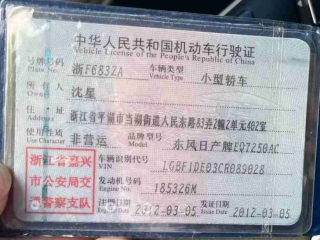 中华人民共和国机动车行驶证
Vehicle License of the People's Republic of China
号牌号码 浙F6832A 车辆类型 小型轿车
Plate No. Vehicle Type
所有人 沈星
Owner
住址 浙江省平湖市当湖街道人民东路83弄2幢2单元402室
Address
使用性质 非营运 品牌型号 东风日产牌EQ7250AC
Use Character Model
浙江省嘉兴
市公安局交
通警察支队
车辆识别代号 LGBF1DE03CR089028
VIN
发动机号码 185326M
Engine No.
注册日期 2012-03-05 发证日期 2012-03-05
Register Date Issue Date